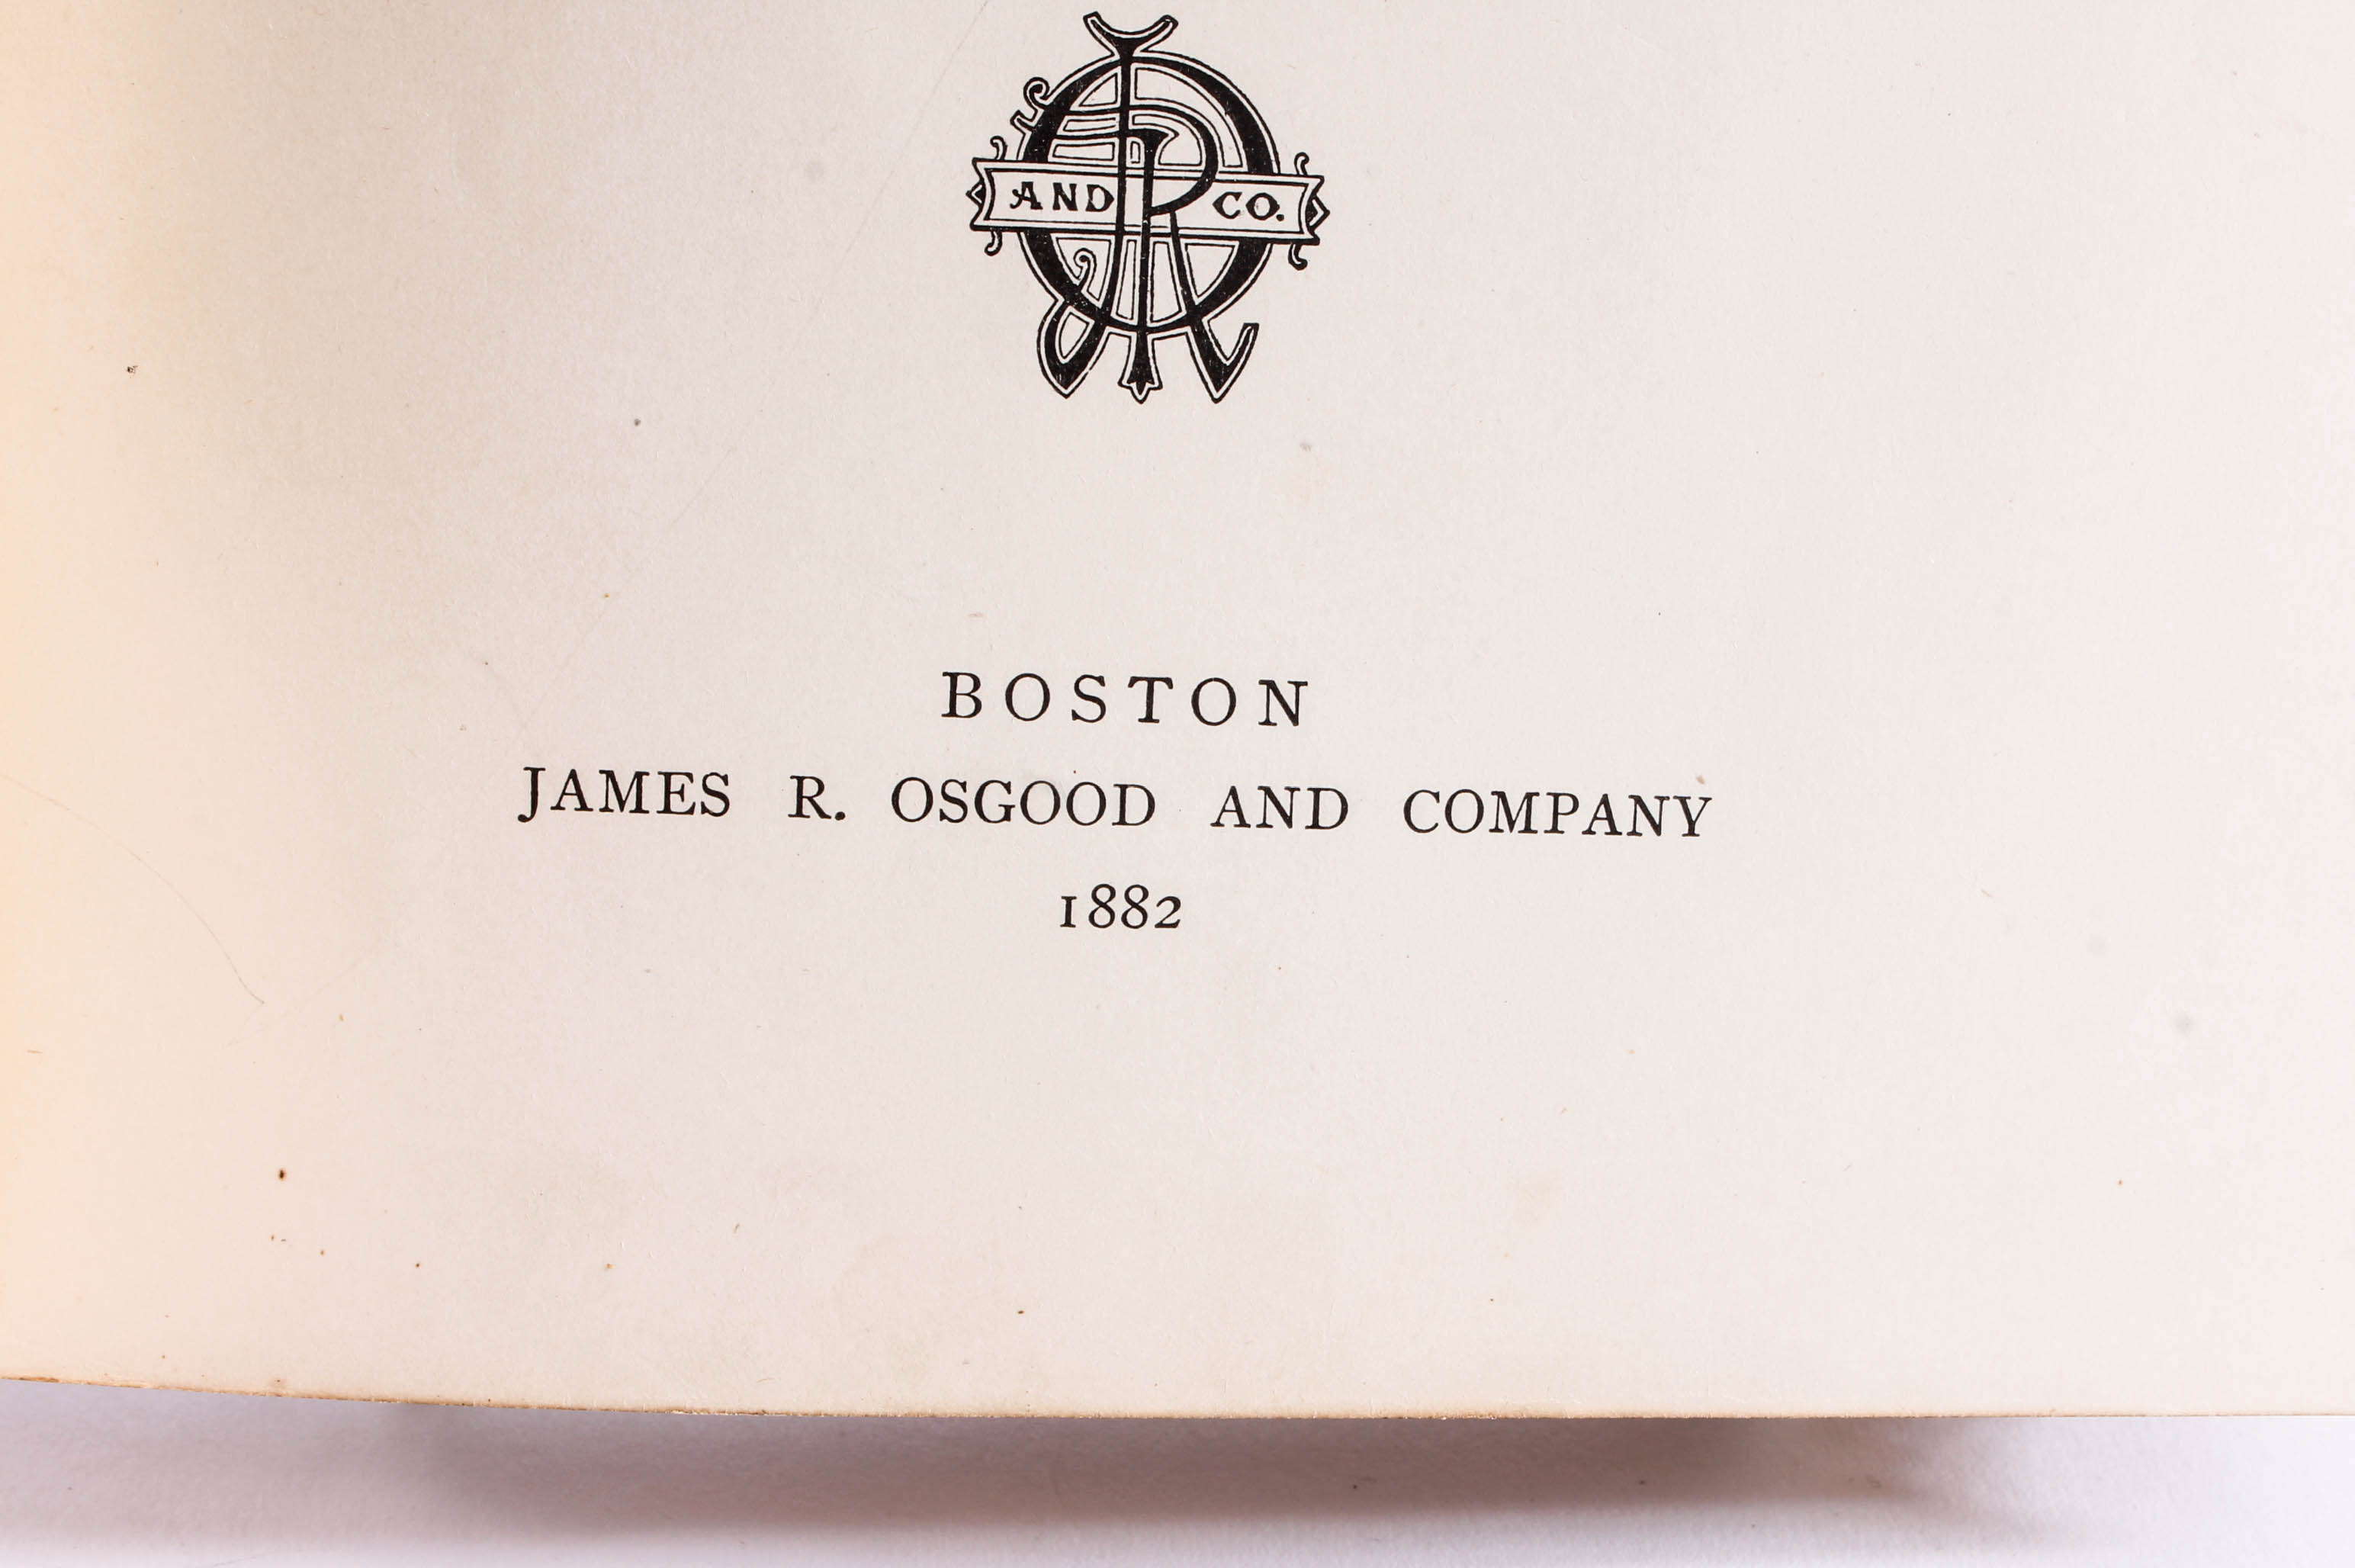 AND CO.
BOSTON
JAMES R. OSGOOD AND COMPANY
1882